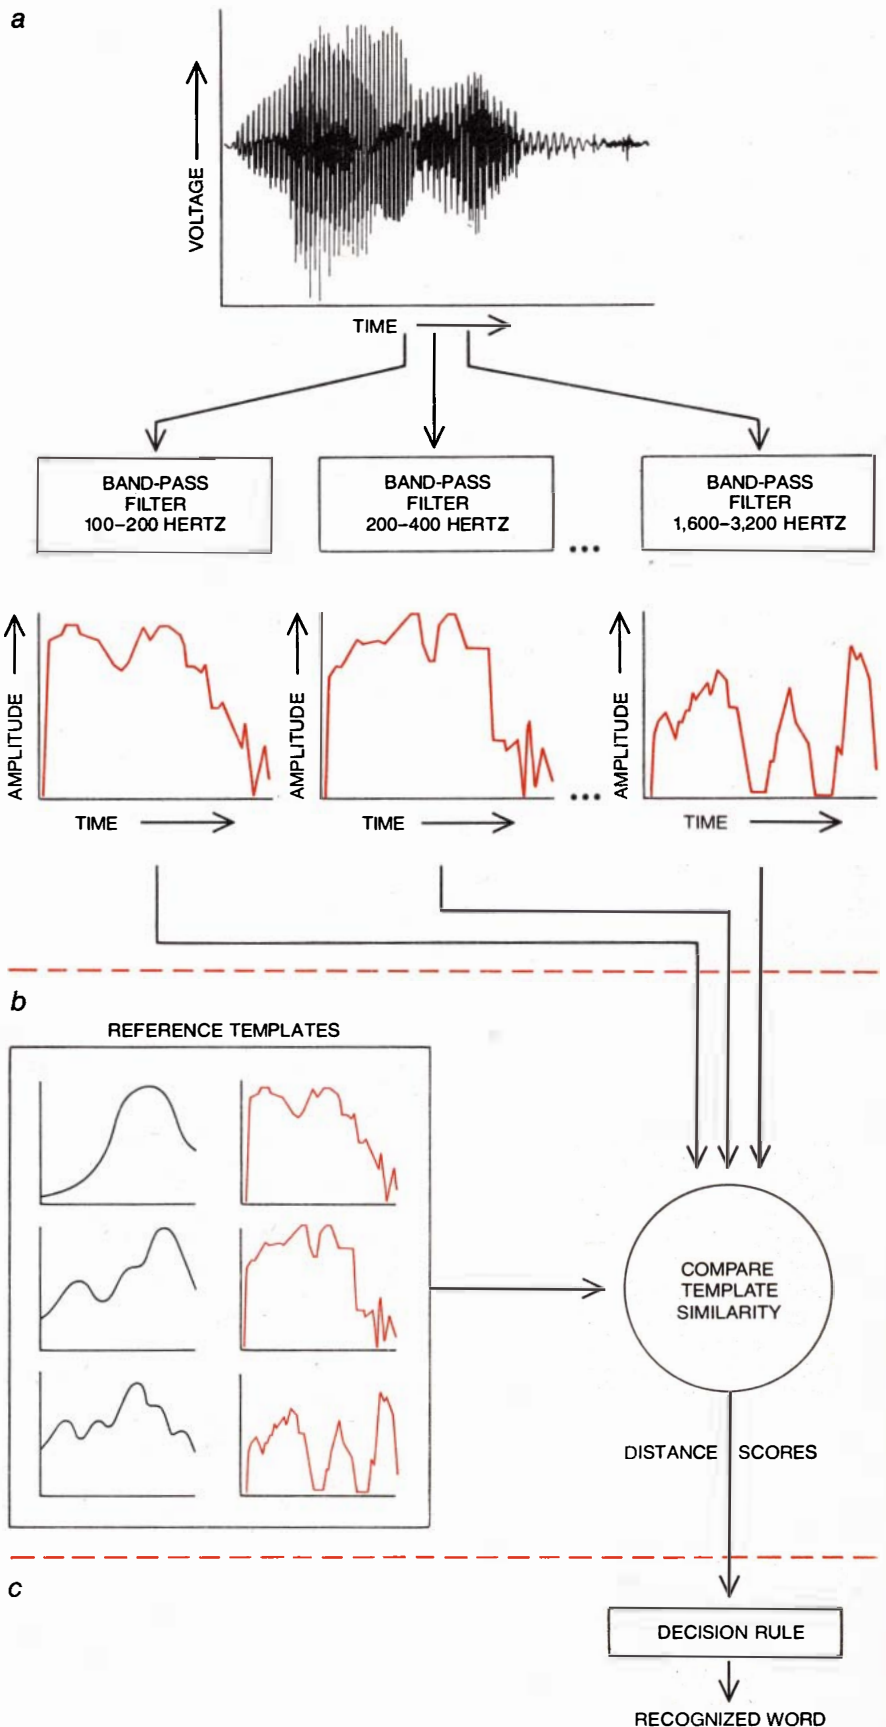 a
VOLTAGE
TIME
BAND-PASS
FILTER
100–200 HERTZ
BAND-PASS
FILTER
200–400 HERTZ
...
BAND-PASS
FILTER
1,600–3,200 HERTZ
AMPLITUDE
TIME
AMPLITUDE
TIME
...
AMPLITUDE
TIME
b
REFERENCE TEMPLATES
COMPARE
TEMPLATE
SIMILARITY
DISTANCE SCORES
c
DECISION RULE
RECOGNIZED WORD